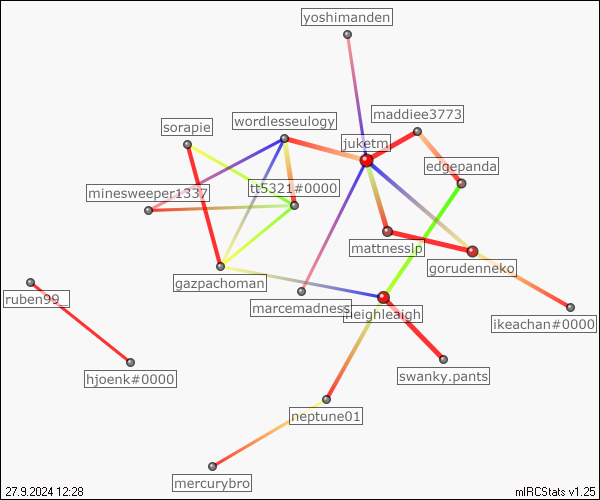 yoshimanden
maddiee3773
wordlesseulogy
sorapie
juketm
edgepanda
tt5321#0000
minesweeper1337
mattnesslp
gorudenneko
gazpachoman
ruben99_
marcemadness
heighleaigh
ikeachan#0000
hjoenk#0000
swanky.pants
neptune01
mercurybro
27.9.2024 12:28
mIRCStats v1.25